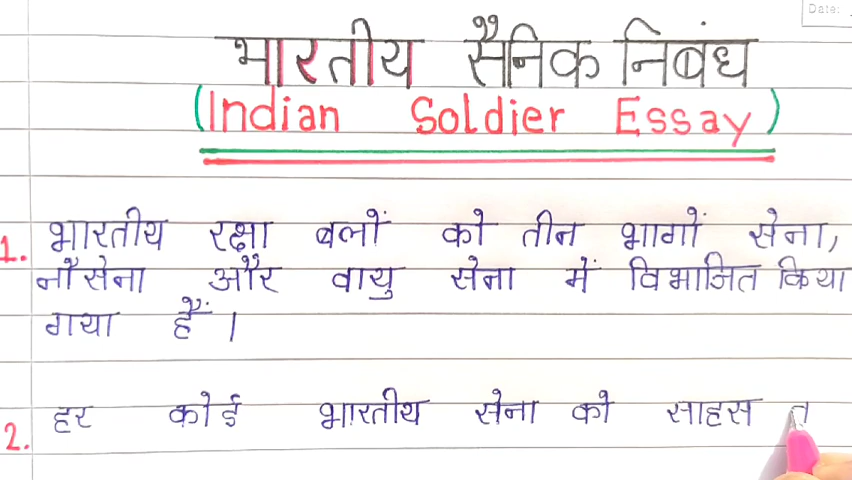 Date:
भारतीय सैनिक निबंध
(Indian Soldier Essay)
1. भारतीय रक्षा बलों को तीन भागों सेना,
नौसेना और वायु सेना में विभाजित किया
गया हैं।
2. हर कोई भारतीय सेना को साहस